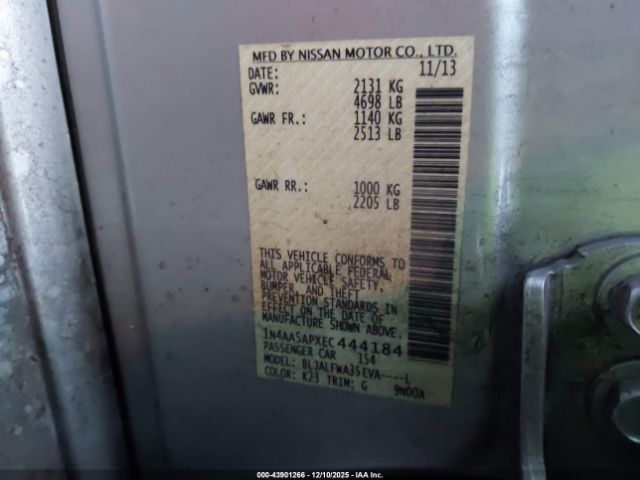 MFD BY NISSAN MOTOR CO., LTD.
DATE: 11/13
GVWR: 2131 KG
4698 LB
GAWR FR.: 1140 KG
2513 LB
GAWR RR.: 1000 KG
2205 LB
THIS VEHICLE CONFORMS TO
ALL APPLICABLE FEDERAL
MOTOR VEHICLE SAFETY,
BUMPER, AND THEFT
PREVENTION STANDARDS IN
EFFECT ON THE DATE OF
MANUFACTURE SHOWN ABOVE.
1N4AA5APXEC444184
PASSENGER CAR 154
MODEL: BLJALFWA35EVA----L
COLOR: K23 TRIM: G 9N00A
000-43901266 - 12/10/2025 - IAA Inc.